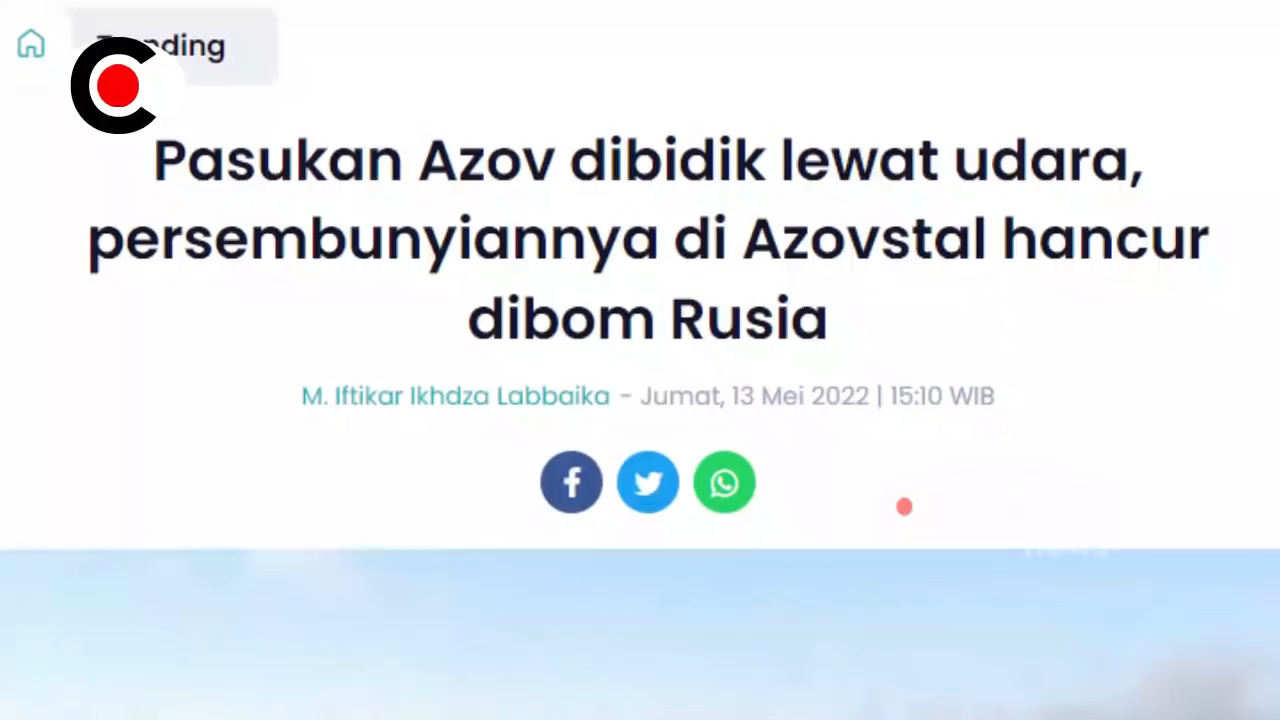 Trending
Pasukan Azov dibidik lewat udara,
persembunyiannya di Azovstal hancur
dibom Rusia
M. Iftikar Ikhdza Labbaika - Jumat, 13 Mei 2022 | 15:10 WIB